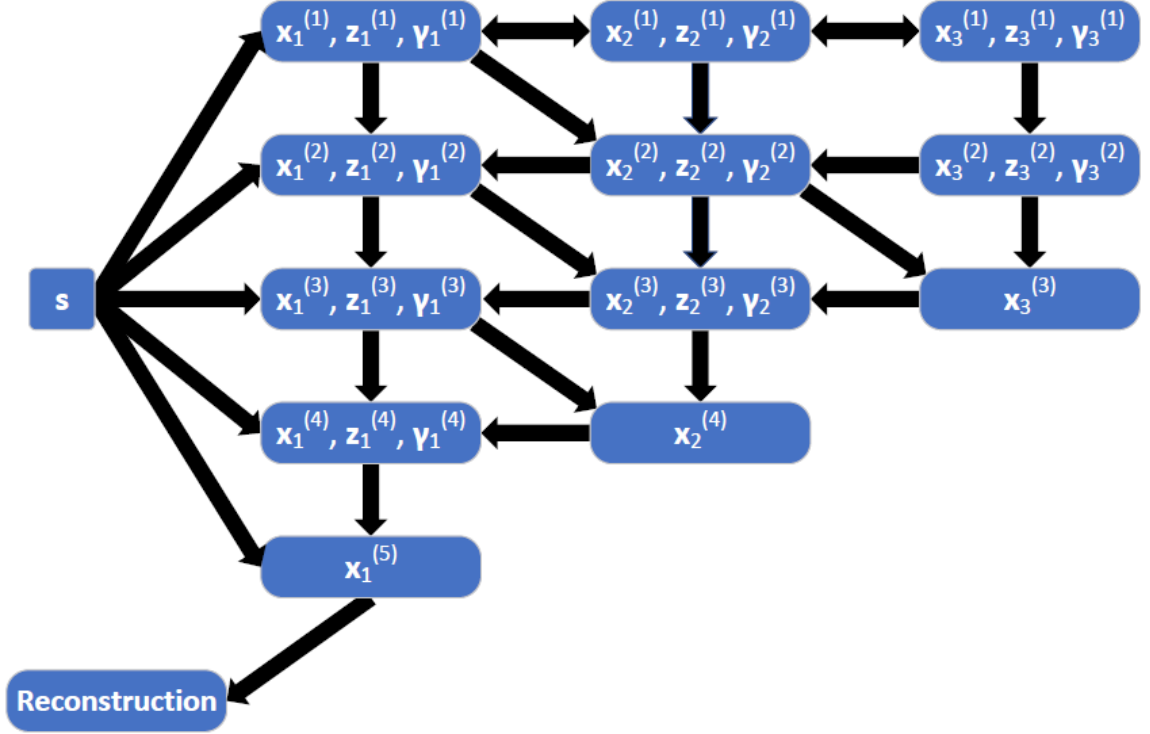 x₁⁽¹⁾, z₁⁽¹⁾, γ₁⁽¹⁾
x₂⁽¹⁾, z₂⁽¹⁾, γ₂⁽¹⁾
x₃⁽¹⁾, z₃⁽¹⁾, γ₃⁽¹⁾
x₁⁽²⁾, z₁⁽²⁾, γ₁⁽²⁾
x₂⁽²⁾, z₂⁽²⁾, γ₂⁽²⁾
x₃⁽²⁾, z₃⁽²⁾, γ₃⁽²⁾
s
x₁⁽³⁾, z₁⁽³⁾, γ₁⁽³⁾
x₂⁽³⁾, z₂⁽³⁾, γ₂⁽³⁾
x₃⁽³⁾
x₁⁽⁴⁾, z₁⁽⁴⁾, γ₁⁽⁴⁾
x₂⁽⁴⁾
x₁⁽⁵⁾
Reconstruction